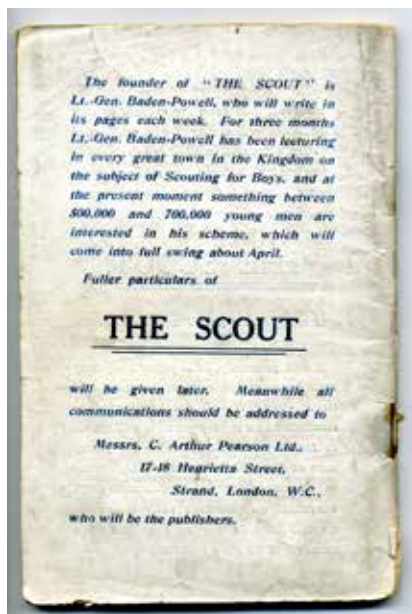 The founder of "THE SCOUT" is
Lt.-Gen. Baden-Powell, who will write in
its pages each week. For three months
Lt.-Gen. Baden-Powell has been lecturing
in every great town in the Kingdom on
the subject of Scouting for Boys, and at
the present moment something between
500,000 and 700,000 young men are
interested in his scheme, which will
come into full swing about April.
Fuller particulars of
THE SCOUT
will be given later. Meanwhile all
communications should be addressed to
Messrs. C. Arthur Pearson Ltd.,
17-18 Henrietta Street,
Strand, London, W.C.,
who will be the publishers.